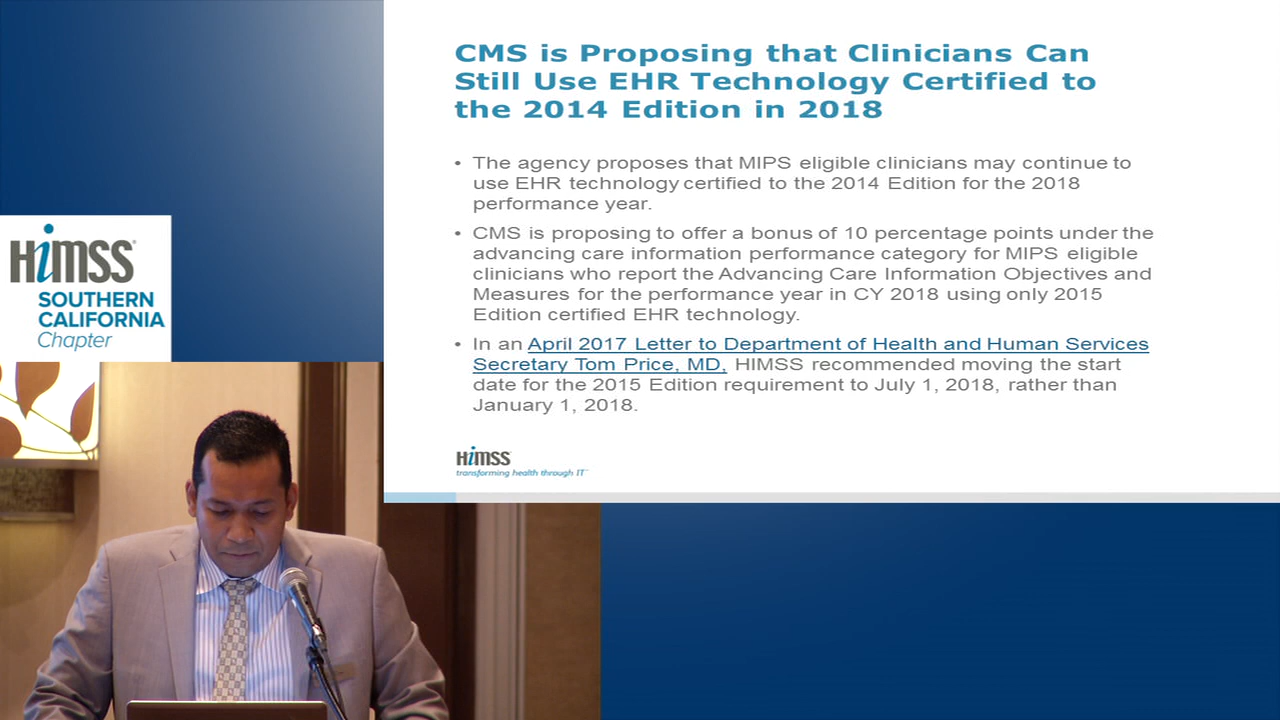 CMS is Proposing that Clinicians Can
Still Use EHR Technology Certified to
the 2014 Edition in 2018
• The agency proposes that MIPS eligible clinicians may continue to
use EHR technology certified to the 2014 Edition for the 2018
performance year.
• CMS is proposing to offer a bonus of 10 percentage points under the
advancing care information performance category for MIPS eligible
clinicians who report the Advancing Care Information Objectives and
Measures for the performance year in CY 2018 using only 2015
Edition certified EHR technology.
• In an April 2017 Letter to Department of Health and Human Services
Secretary Tom Price, MD, HIMSS recommended moving the start
date for the 2015 Edition requirement to July 1, 2018, rather than
January 1, 2018.
HiMSS
transforming health through IT
HiMSS
SOUTHERN
CALIFORNIA
Chapter